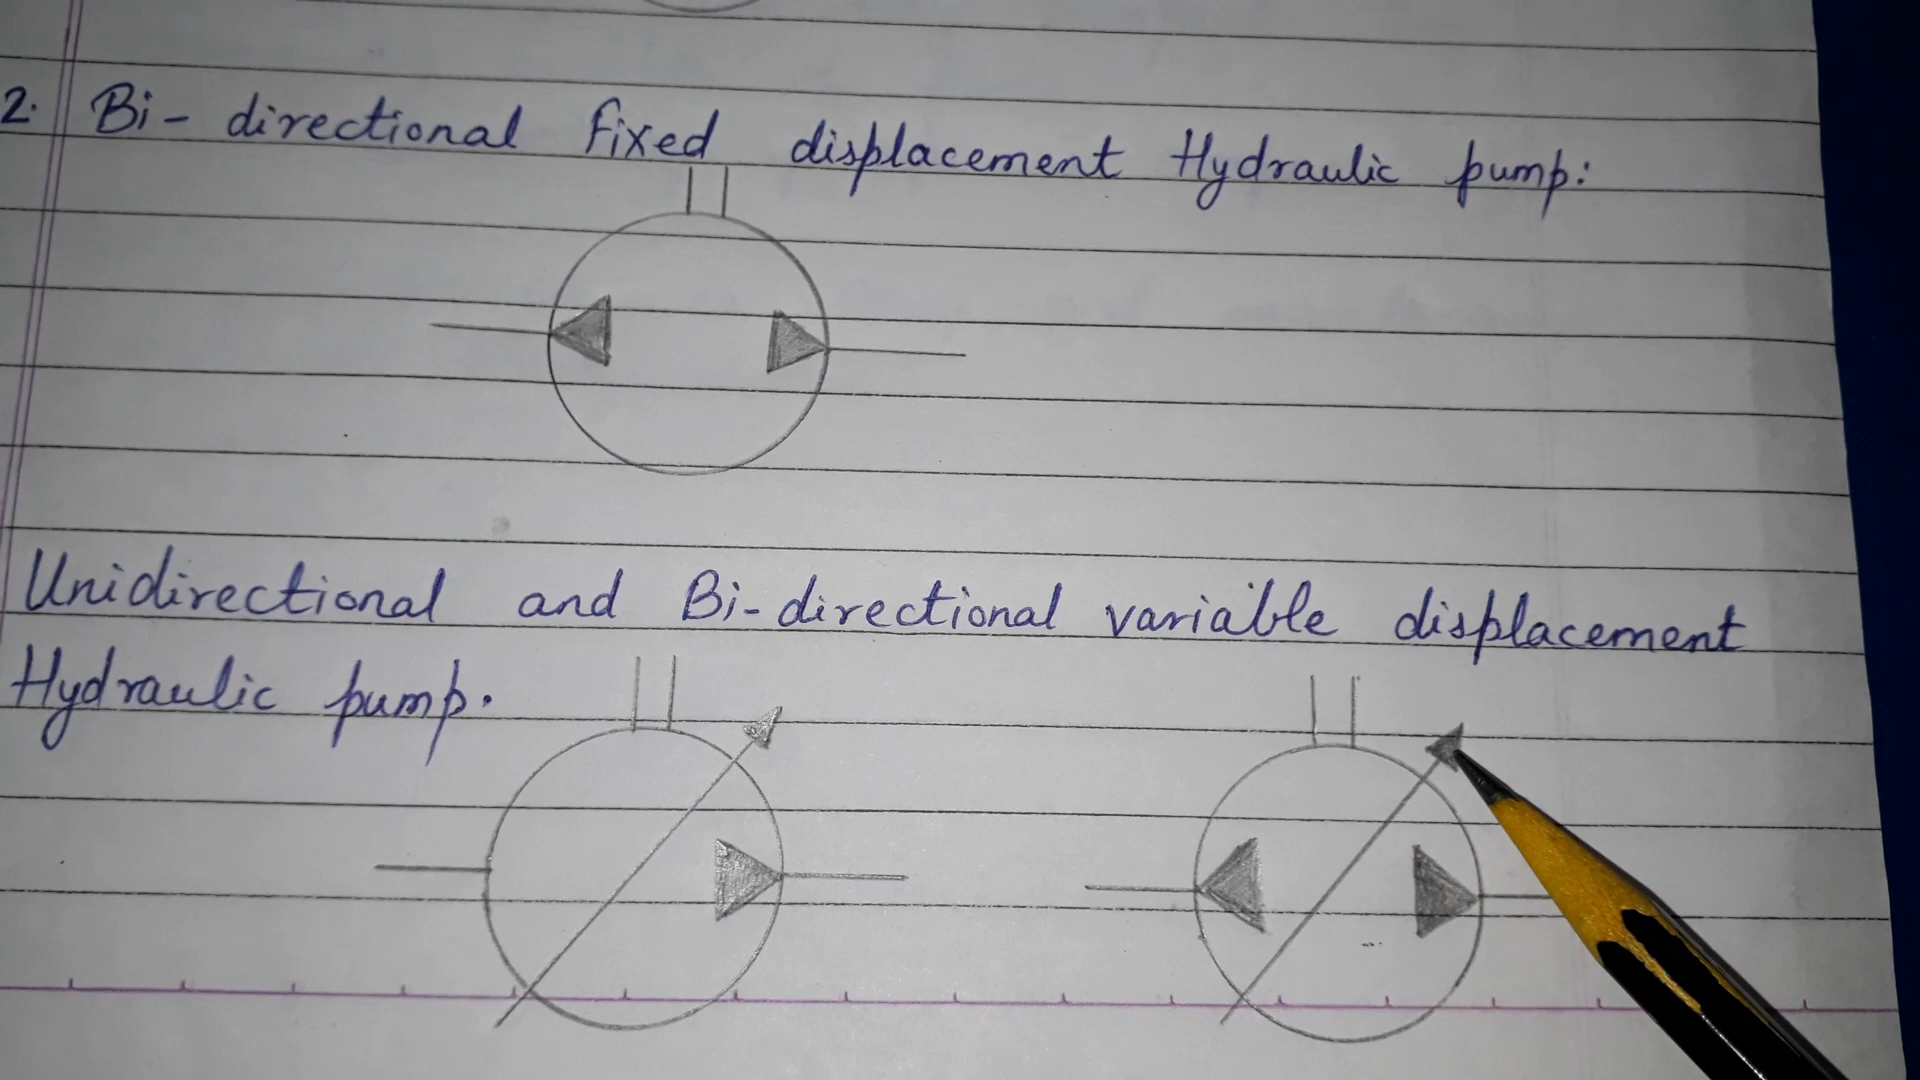 2. Bi-directional fixed displacement Hydraulic pump:
Unidirectional and Bi-directional variable displacement
Hydraulic pump.